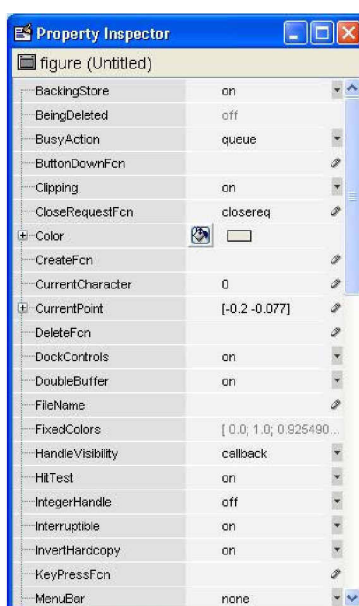 Property Inspector
figure (Untitled)
BackingStore on
BeingDeleted off
BusyAction queue
ButtonDownFcn
Clipping on
CloseRequestFcn closereq
Color
CreateFcn
CurrentCharacter 0
CurrentPoint [-0.2 -0.077]
DeleteFcn
DockControls on
DoubleBuffer on
FileName
FixedColors [ 0.0; 1.0; 0.925490...
HandleVisibility callback
HitTest on
IntegerHandle off
Interruptible on
InvertHardcopy on
KeyPressFcn
MenuBar none